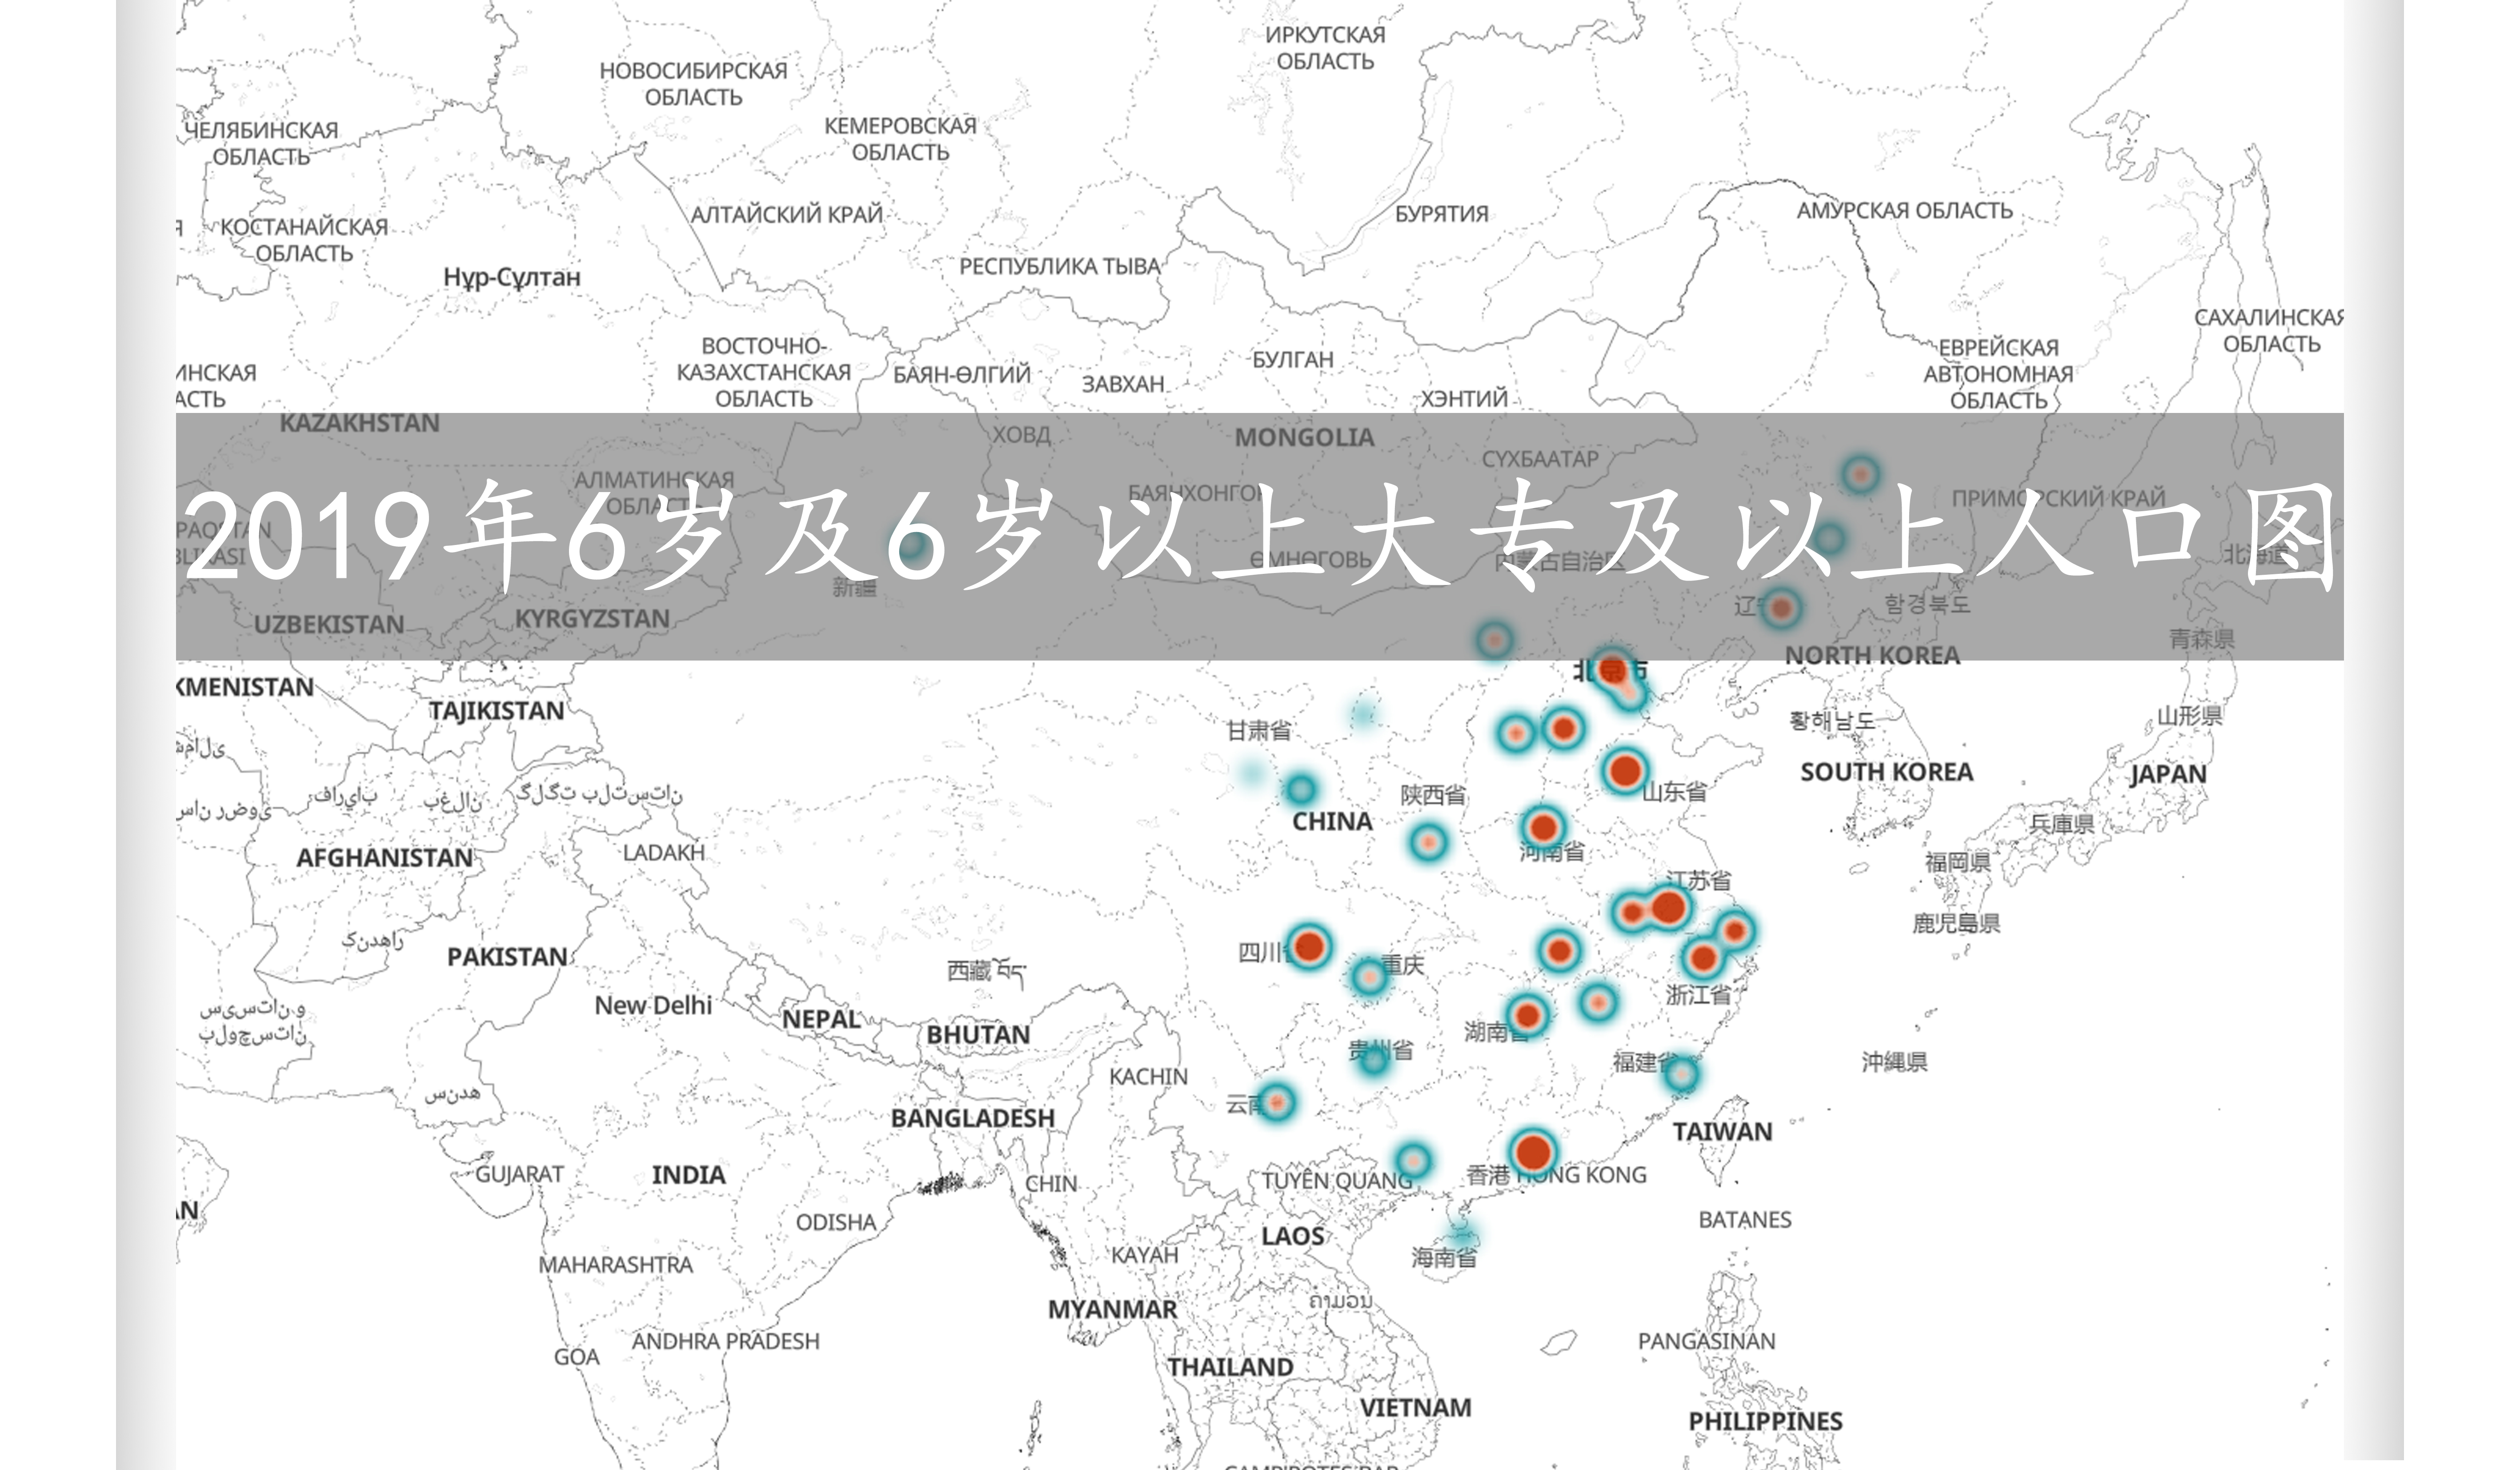 ИРКУТСКАЯ
ОБЛАСТЬ
НОВОСИБИРСКАЯ
ОБЛАСТЬ
КЕМЕРОВСКАЯ
ОБЛАСТЬ
ЧЕЛЯБИНСКАЯ
ОБЛАСТЬ
АЛТАЙСКИЙ КРАЙ
БУРЯТИЯ
АМУРСКАЯ ОБЛАСТЬ
Я
КОСТАНАЙСКАЯ
ОБЛАСТЬ
Нұр-Сұлтан
РЕСПУБЛИКА ТЫВА
САХАЛИНСКАЯ
ОБЛАСТЬ
ВОСТОЧНО-
КАЗАХСТАНСКАЯ
ОБЛАСТЬ
БАЯН-ӨЛГИЙ
ЗАВХАН
БУЛГАН
ХЭНТИЙ
ЕВРЕЙСКАЯ
АВТОНОМНАЯ
ОБЛАСТЬ
ИНСКАЯ
АСТЬ
KAZAKHSTAN
ХОВД
MONGOLIA
СҮХБААТАР
АЛМАТИНСКАЯ
ОБЛАСТЬ
БАЯНХОНГОР
ПРИМОРСКИЙ КРАЙ
2019年6岁及6岁以上大专及以上人口图
ӨМНӨГОВЬ
内蒙古自治区
北海道
新疆
UZBEKISTAN
KYRGYZSTAN
辽
함경북도
青森県
NORTH KOREA
北京市
KMENISTAN
TAJIKISTAN
甘肃省
황해남도
山形県
SOUTH KOREA
JAPAN
陕西省
山东省
CHINA
兵庫県
AFGHANISTAN
LADAKH
河南省
福岡県
江苏省
鹿児島県
PAKISTAN
四川
重庆
西藏 བོད་
浙江省
New Delhi
NEPAL
BHUTAN
湖南省
贵州省
福建省
沖縄県
KACHIN
云南
BANGLADESH
TAIWAN
GUJARAT
INDIA
CHIN
TUYÊN QUANG
香港 HONG KONG
AN
ODISHA
BATANES
LAOS
KAYAH
海南省
MAHARASHTRA
MYANMAR
ANDHRA PRADESH
PANGASINAN
GOA
THAILAND
VIETNAM
PHILIPPINES